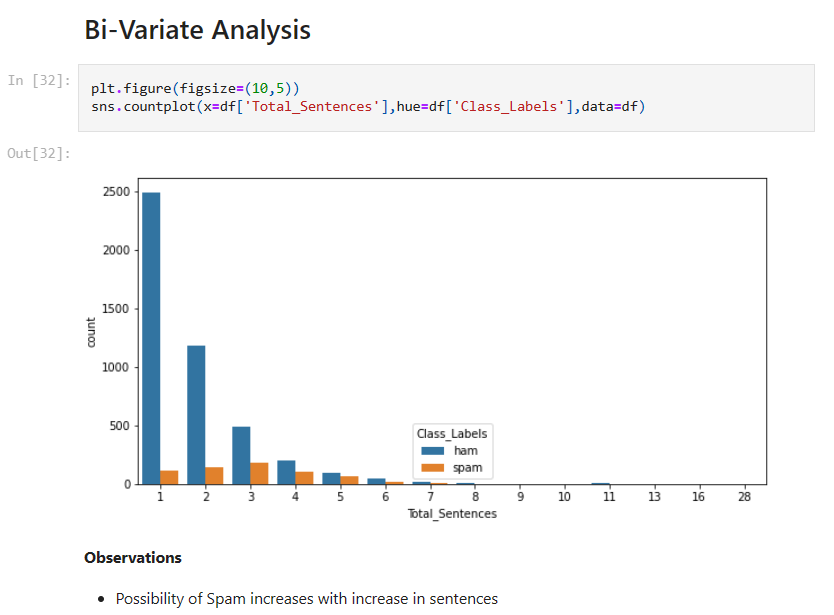 Bi-Variate Analysis
In [32]:
plt.figure(figsize=(10,5))
sns.countplot(x=df['Total_Sentences'],hue=df['Class_Labels'],data=df)
Out[32]:
2500
2000
1500
1000
500
0
count
Class_Labels
ham
spam
1 2 3 4 5 6 7 8 9 10 11 13 16 28
Total_Sentences
Observations
• Possibility of Spam increases with increase in sentences